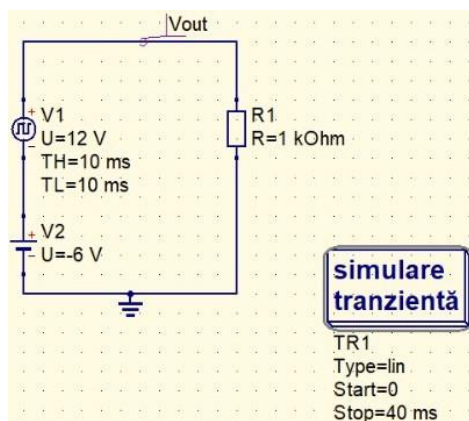 Vout
V1
U=12 V
TH=10 ms
TL=10 ms
R1
R=1 kOhm
V2
U=-6 V
simulare
tranzientă
TR1
Type=lin
Start=0
Stop=40 ms